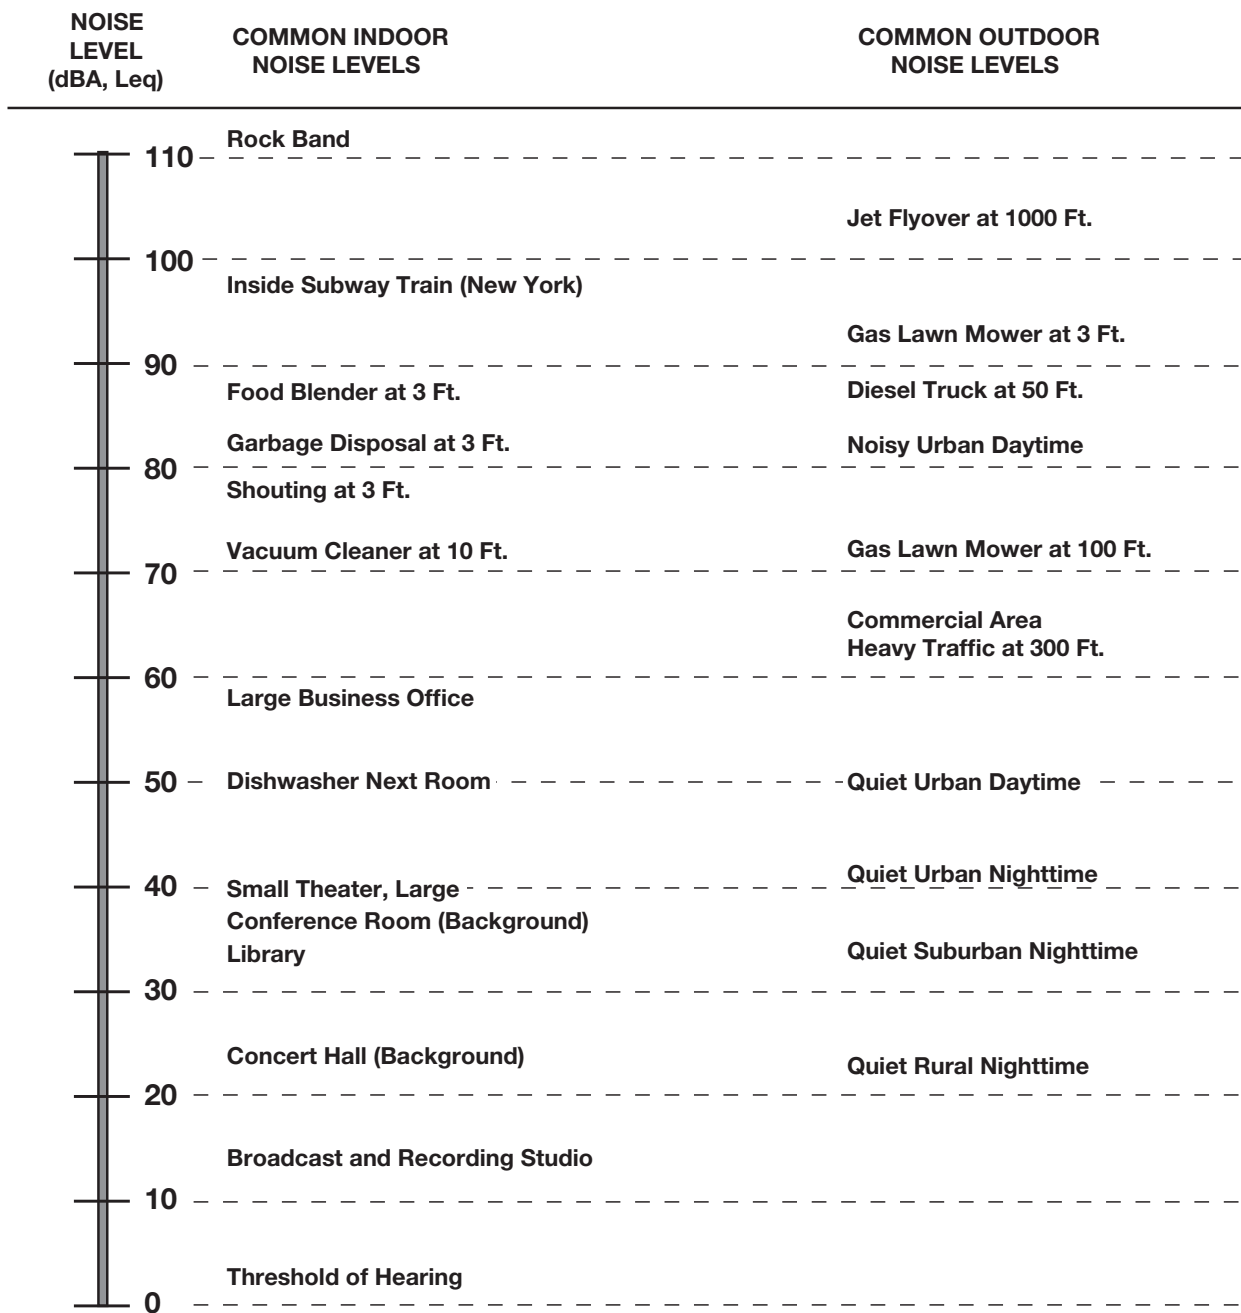 NOISE
LEVEL
(dBA, Leq)
COMMON INDOOR
NOISE LEVELS
COMMON OUTDOOR
NOISE LEVELS
Rock Band
110
Jet Flyover at 1000 Ft.
100
Inside Subway Train (New York)
Gas Lawn Mower at 3 Ft.
90
Food Blender at 3 Ft.
Diesel Truck at 50 Ft.
Garbage Disposal at 3 Ft.
Noisy Urban Daytime
80
Shouting at 3 Ft.
Vacuum Cleaner at 10 Ft.
Gas Lawn Mower at 100 Ft.
70
Commercial Area
Heavy Traffic at 300 Ft.
60
Large Business Office
50
Dishwasher Next Room
Quiet Urban Daytime
Quiet Urban Nighttime
40
Small Theater, Large
Conference Room (Background)
Library
Quiet Suburban Nighttime
30
Concert Hall (Background)
Quiet Rural Nighttime
20
Broadcast and Recording Studio
10
Threshold of Hearing
0